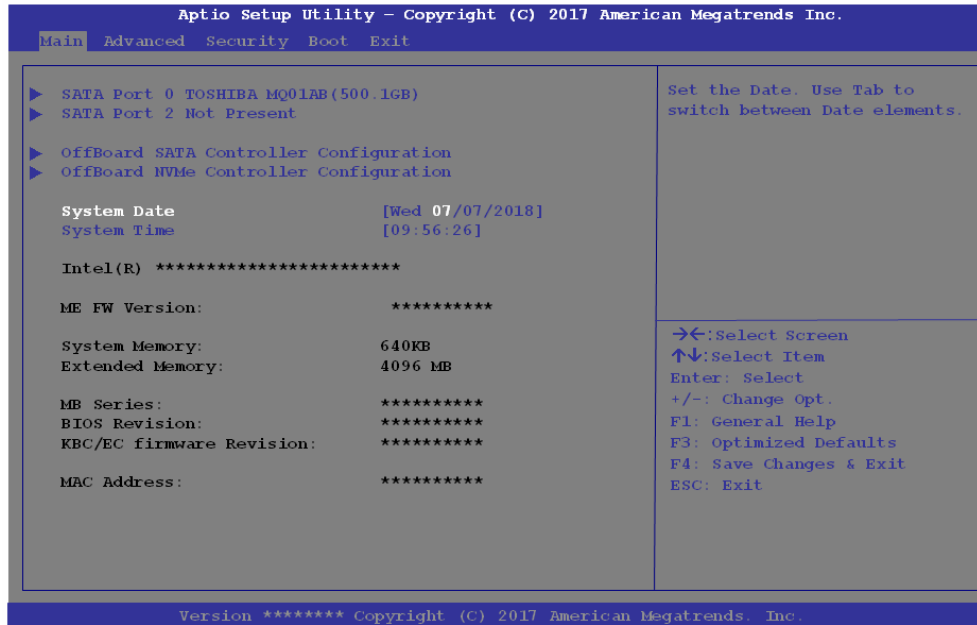 Aptio Setup Utility – Copyright (C) 2017 American Megatrends Inc.
Main Advanced Security Boot Exit
▶ SATA Port 0 TOSHIBA MQ01AB(500.1GB)
▶ SATA Port 2 Not Present
▶ OffBoard SATA Controller Configuration
▶ OffBoard NVMe Controller Configuration
System Date [Wed 07/07/2018]
System Time [09:56:26]
Intel(R) ************************
ME FW Version: **********
System Memory: 640KB
Extended Memory: 4096 MB
MB Series: **********
BIOS Revision: **********
KBC/EC firmware Revision: **********
MAC Address: **********
Set the Date. Use Tab to
switch between Date elements.
→←:Select Screen
↑↓:Select Item
Enter: Select
+/-: Change Opt.
F1: General Help
F3: Optimized Defaults
F4: Save Changes & Exit
ESC: Exit
Version ******** Copyright (C) 2017 American Megatrends. Inc.